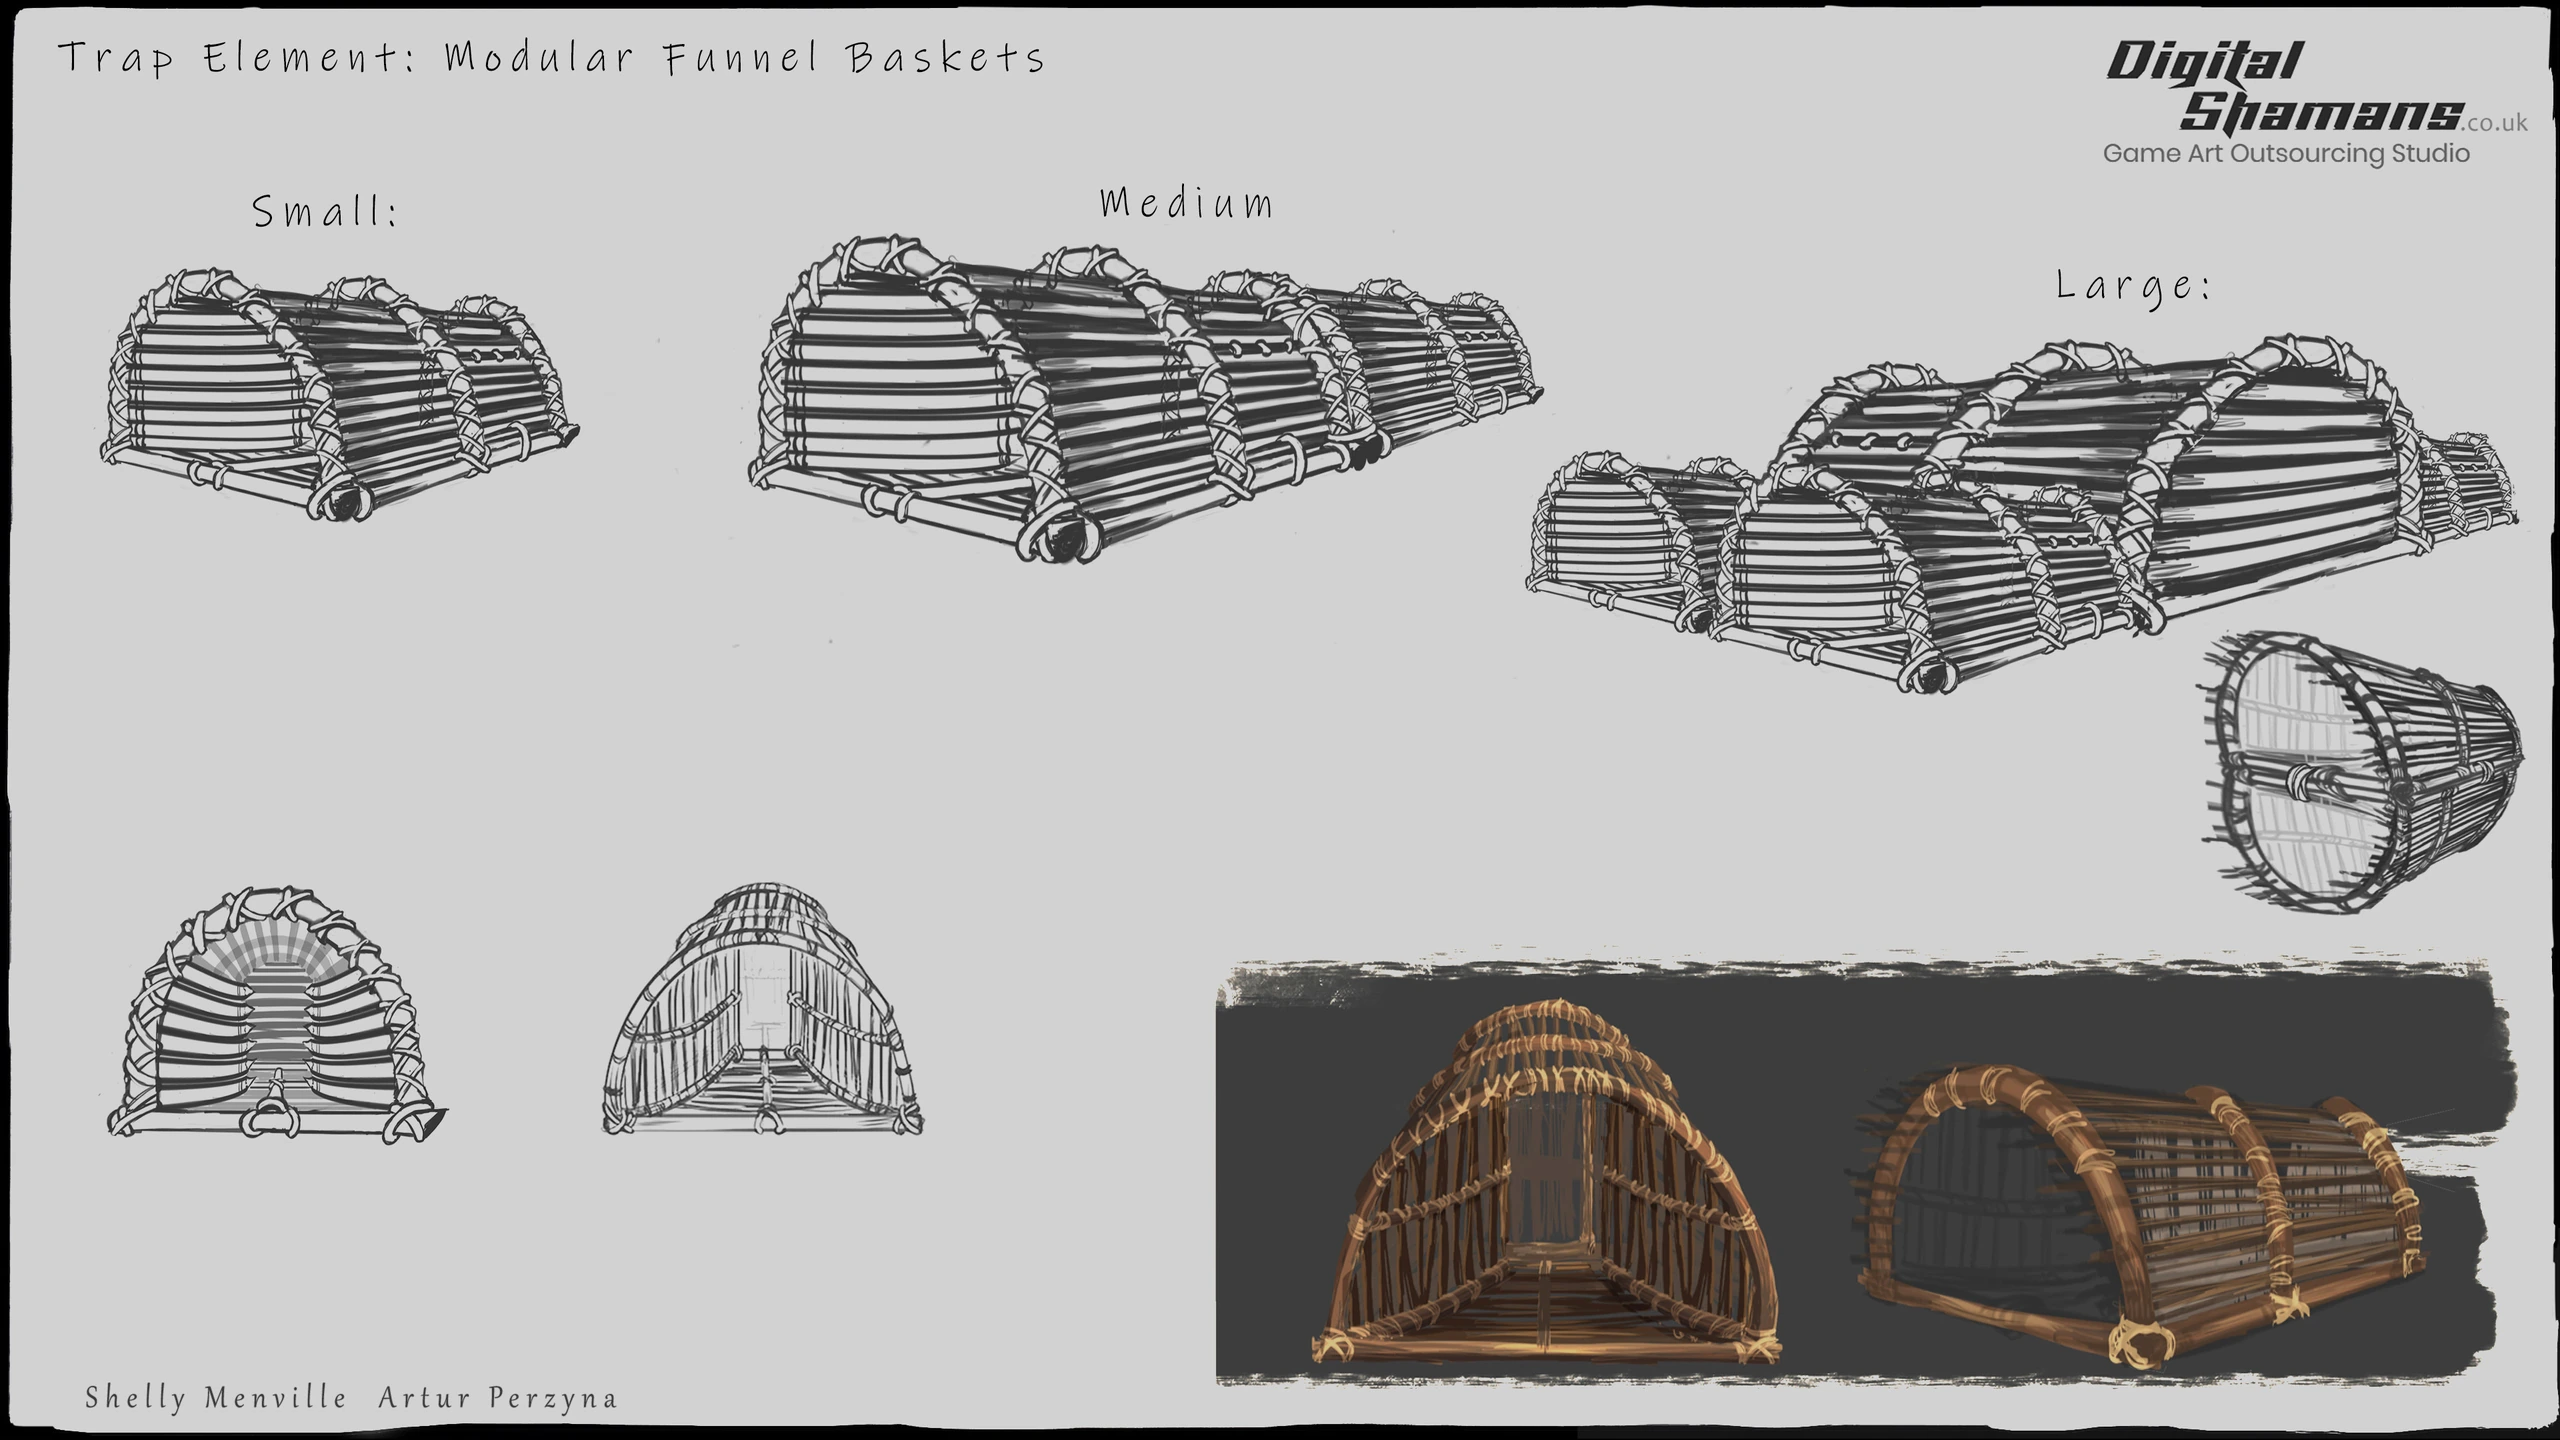 Trap Element: Modular Funnel Baskets
Digital
Shamans.co.uk
Game Art Outsourcing Studio
Small:
Medium
Large:
Shelly Menville Artur Perzyna